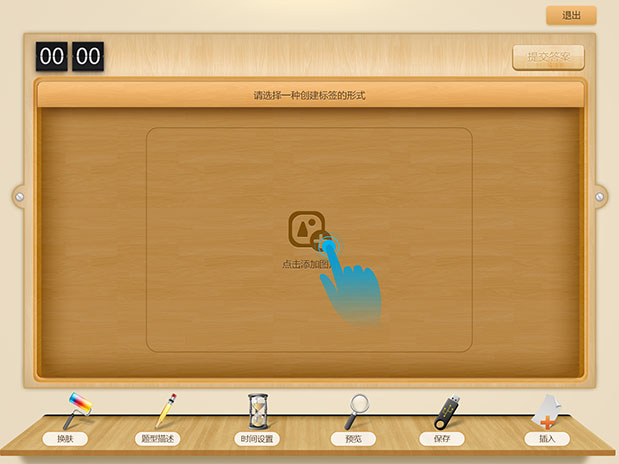 退出
00 00
提交答案
请选择一种创建标签的形式
点击添加图
换肤
题型描述
时间设置
预览
保存
插入